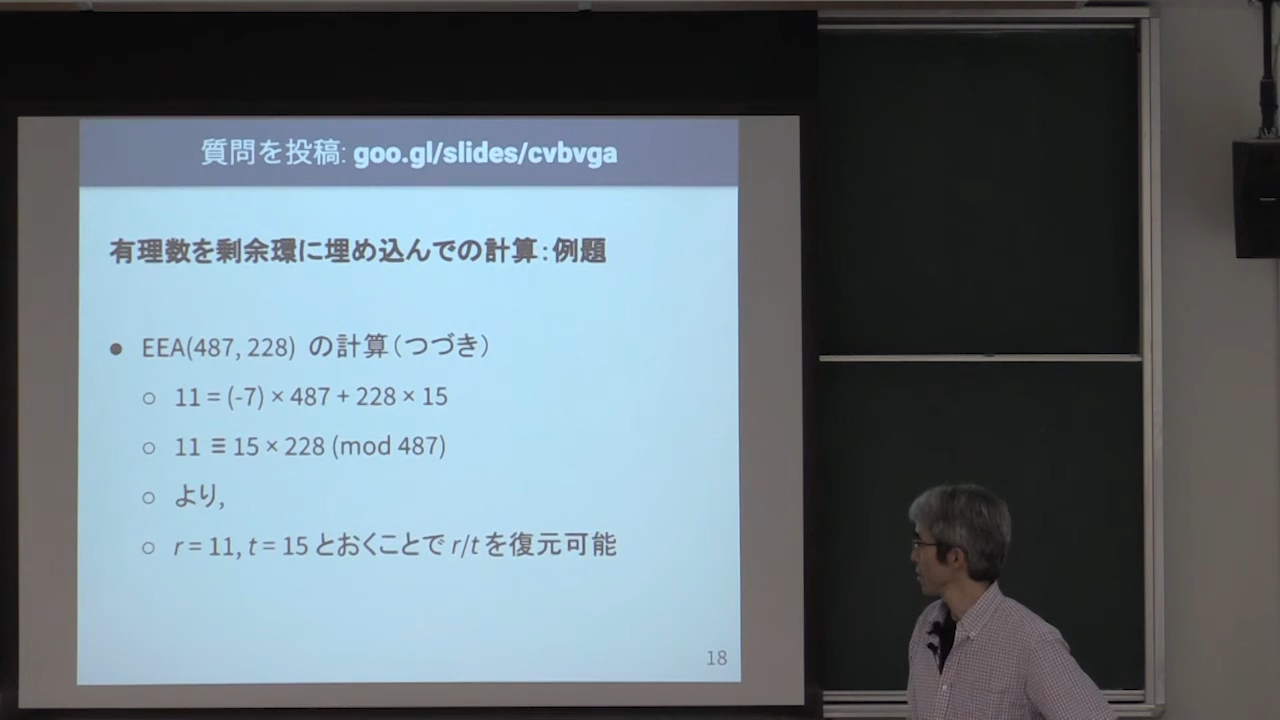 質問を投稿: goo.gl/slides/cvbvga
有理数を剰余環に埋め込んでの計算：例題
● EEA(487, 228) の計算（つづき）
○ 11 = (-7) × 487 + 228 × 15
○ 11 ≡ 15 × 228 (mod 487)
○ より,
○ r = 11, t = 15 とおくことで r/t を復元可能
18